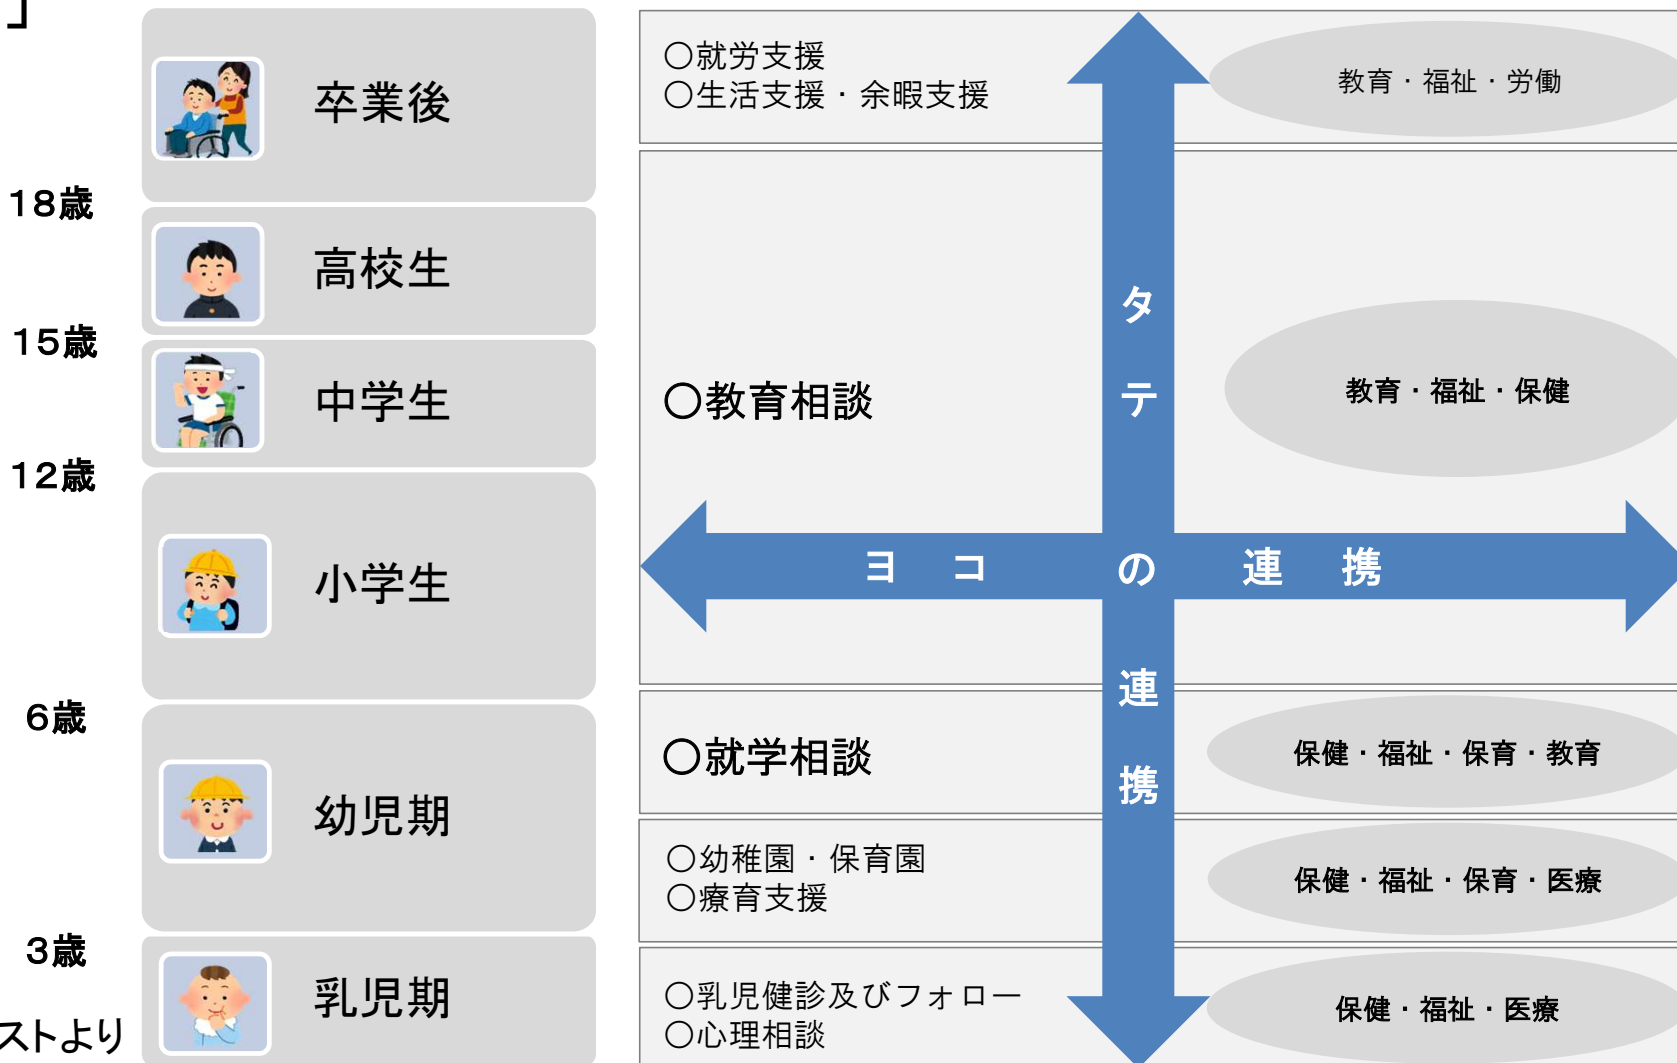 」
卒業後
○就労支援
○生活支援・余暇支援
教育・福祉・労働
18歳
高校生
15歳
中学生
○教育相談
教育・福祉・保健
12歳
小学生
タテの連携
ヨコの連携
6歳
○就学相談
保健・福祉・保育・教育
幼児期
○幼稚園・保育園
○療育支援
保健・福祉・保育・医療
3歳
乳児期
○乳児健診及びフォロー
○心理相談
保健・福祉・医療
ストより